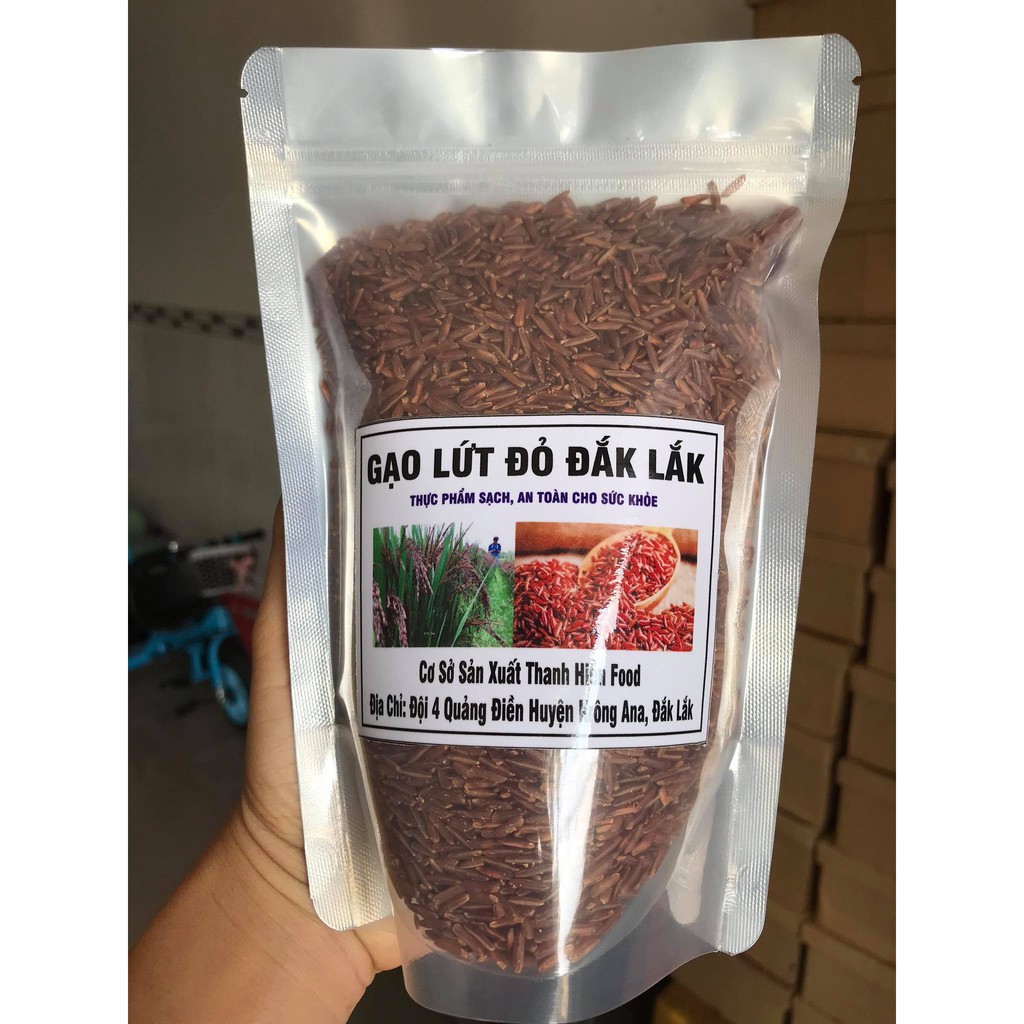 GẠO LỨT ĐỎ ĐẮK LẮK
THỰC PHẨM SẠCH, AN TOÀN CHO SỨC KHỎE
Cơ Sở Sản Xuất Thanh Food
Địa Chỉ: Đội 4 Quảng Điền Huyện Ana, Đắk Lắk